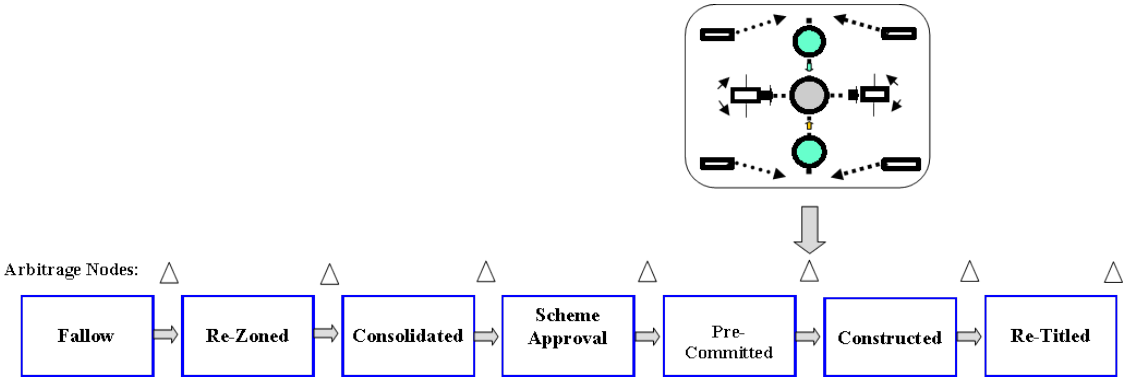 Arbitrage Nodes:
Fallow
Re-Zoned
Consolidated
Scheme
Approval
Pre-
Committed
Constructed
Re-Titled